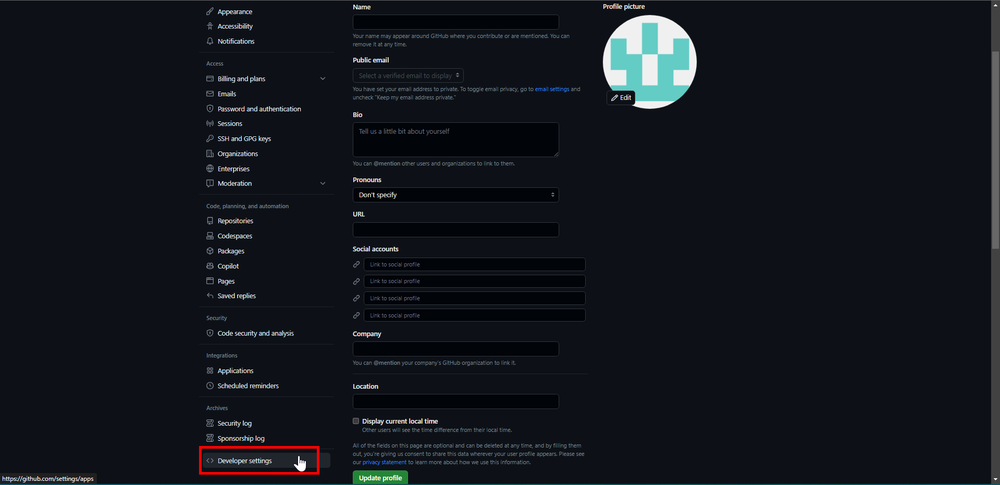 Appearance
Accessibility
Notifications
Access
Billing and plans
Emails
Password and authentication
Sessions
SSH and GPG keys
Organizations
Enterprises
Moderation
Code, planning, and automation
Repositories
Codespaces
Packages
Copilot
Pages
Saved replies
Security
Code security and analysis
Integrations
Applications
Scheduled reminders
Archives
Security log
Sponsorship log
Developer settings
Name
Your name may appear around GitHub where you contribute or are mentioned. You can
remove it at any time.
Public email
Select a verified email to display
You have set your email address to private. To toggle email privacy, go to email settings and
uncheck "Keep my email address private."
Bio
Tell us a little bit about yourself
You can @mention other users and organizations to link to them.
Pronouns
Don't specify
URL
Social accounts
Link to social profile
Link to social profile
Link to social profile
Link to social profile
Company
You can @mention your company's GitHub organization to link it.
Location
Display current local time
Other users will see the time difference from their local time.
All of the fields on this page are optional and can be deleted at any time, and by filling them
out, you're giving us consent to share this data wherever your user profile appears. Please see
our privacy statement to learn more about how we use this information.
Update profile
Profile picture
Edit
https://github.com/settings/apps